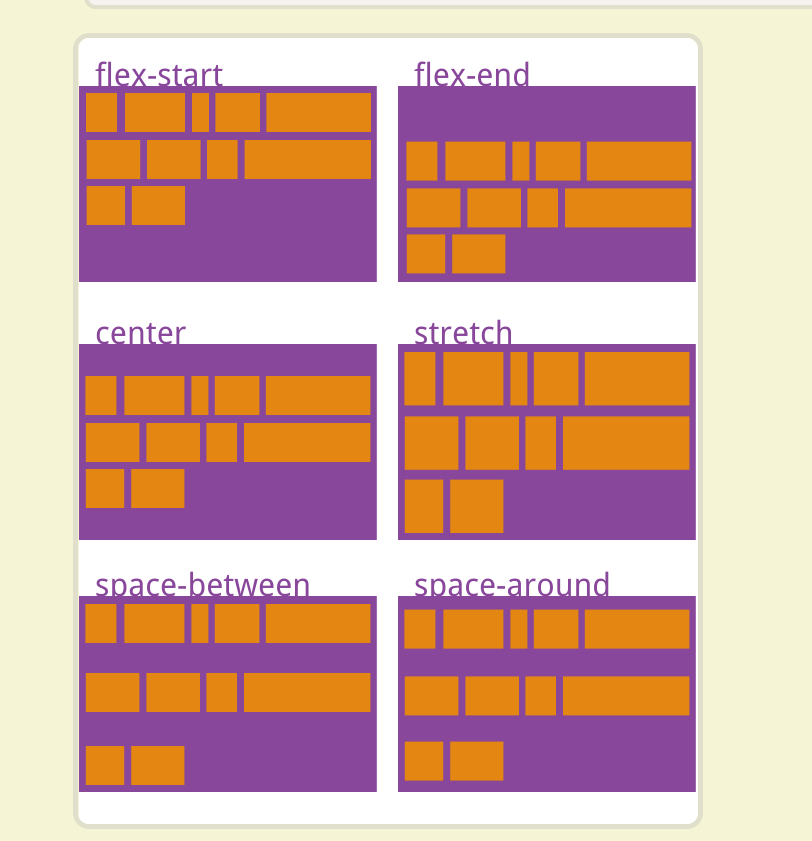 flex-start
flex-end
center
stretch
space-between
space-around